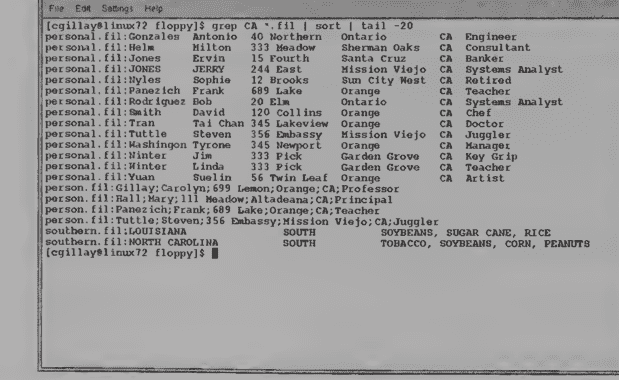 File Edit Settings Help
[cgillay@linux72 floppy]$ grep CA *.fil | sort | tail -20
personal.fil:Gonzales Antonio 40 Northern Ontario CA Engineer
personal.fil:Helm Milton 333 Meadow Sherman Oaks CA Consultant
personal.fil:Jones Ervin 15 Fourth Santa Cruz CA Banker
personal.fil:JONES JERRY 244 East Mission Viejo CA Systems Analyst
personal.fil:Nyles Sophie 12 Brooks Sun City West CA Retired
personal.fil:Panezich Frank 689 Lake Orange CA Teacher
personal.fil:Rodriguez Bob 20 Elm Ontario CA Systems Analyst
personal.fil:Smith David 120 Collins Orange CA Chef
personal.fil:Tran Tai Chan 345 Lakeview Orange CA Doctor
personal.fil:Tuttle Steven 356 Embassy Mission Viejo CA Juggler
personal.fil:Washingon Tyrone 345 Newport Orange CA Manager
personal.fil:Winter Jim 333 Pick Garden Grove CA Key Grip
personal.fil:Winter Linda 333 Pick Garden Grove CA Teacher
personal.fil:Yuan Suelin 56 Twin Leaf Orange CA Artist
person.fil:Gillay;Carolyn;699 Lemon;Orange;CA;Professor
person.fil:Hall;Mary;111 Meadow;Altadeana;CA;Principal
person.fil:Panezich;Frank;689 Lake;Orange;CA;Teacher
person.fil:Tuttle;Steven;356 Embassy;Mission Viejo;CA;Juggler
southern.fil:LOUISIANA SOUTH SOYBEANS, SUGAR CANE, RICE
southern.fil:NORTH CAROLINA SOUTH TOBACCO, SOYBEANS, CORN, PEANUTS
[cgillay@linux72 floppy]$